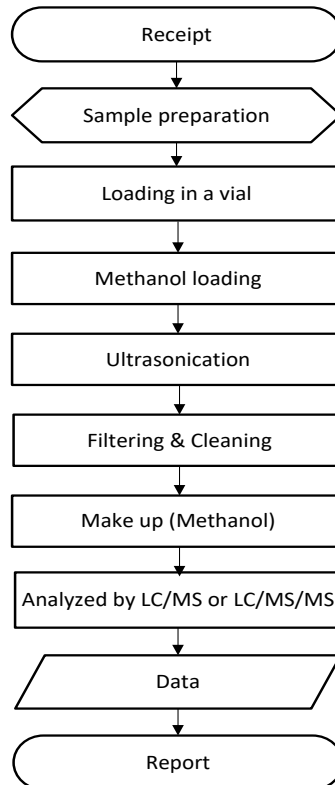 Receipt
Sample preparation
Loading in a vial
Methanol loading
Ultrasonication
Filtering & Cleaning
Make up (Methanol)
Analyzed by LC/MS or LC/MS/MS
Data
Report